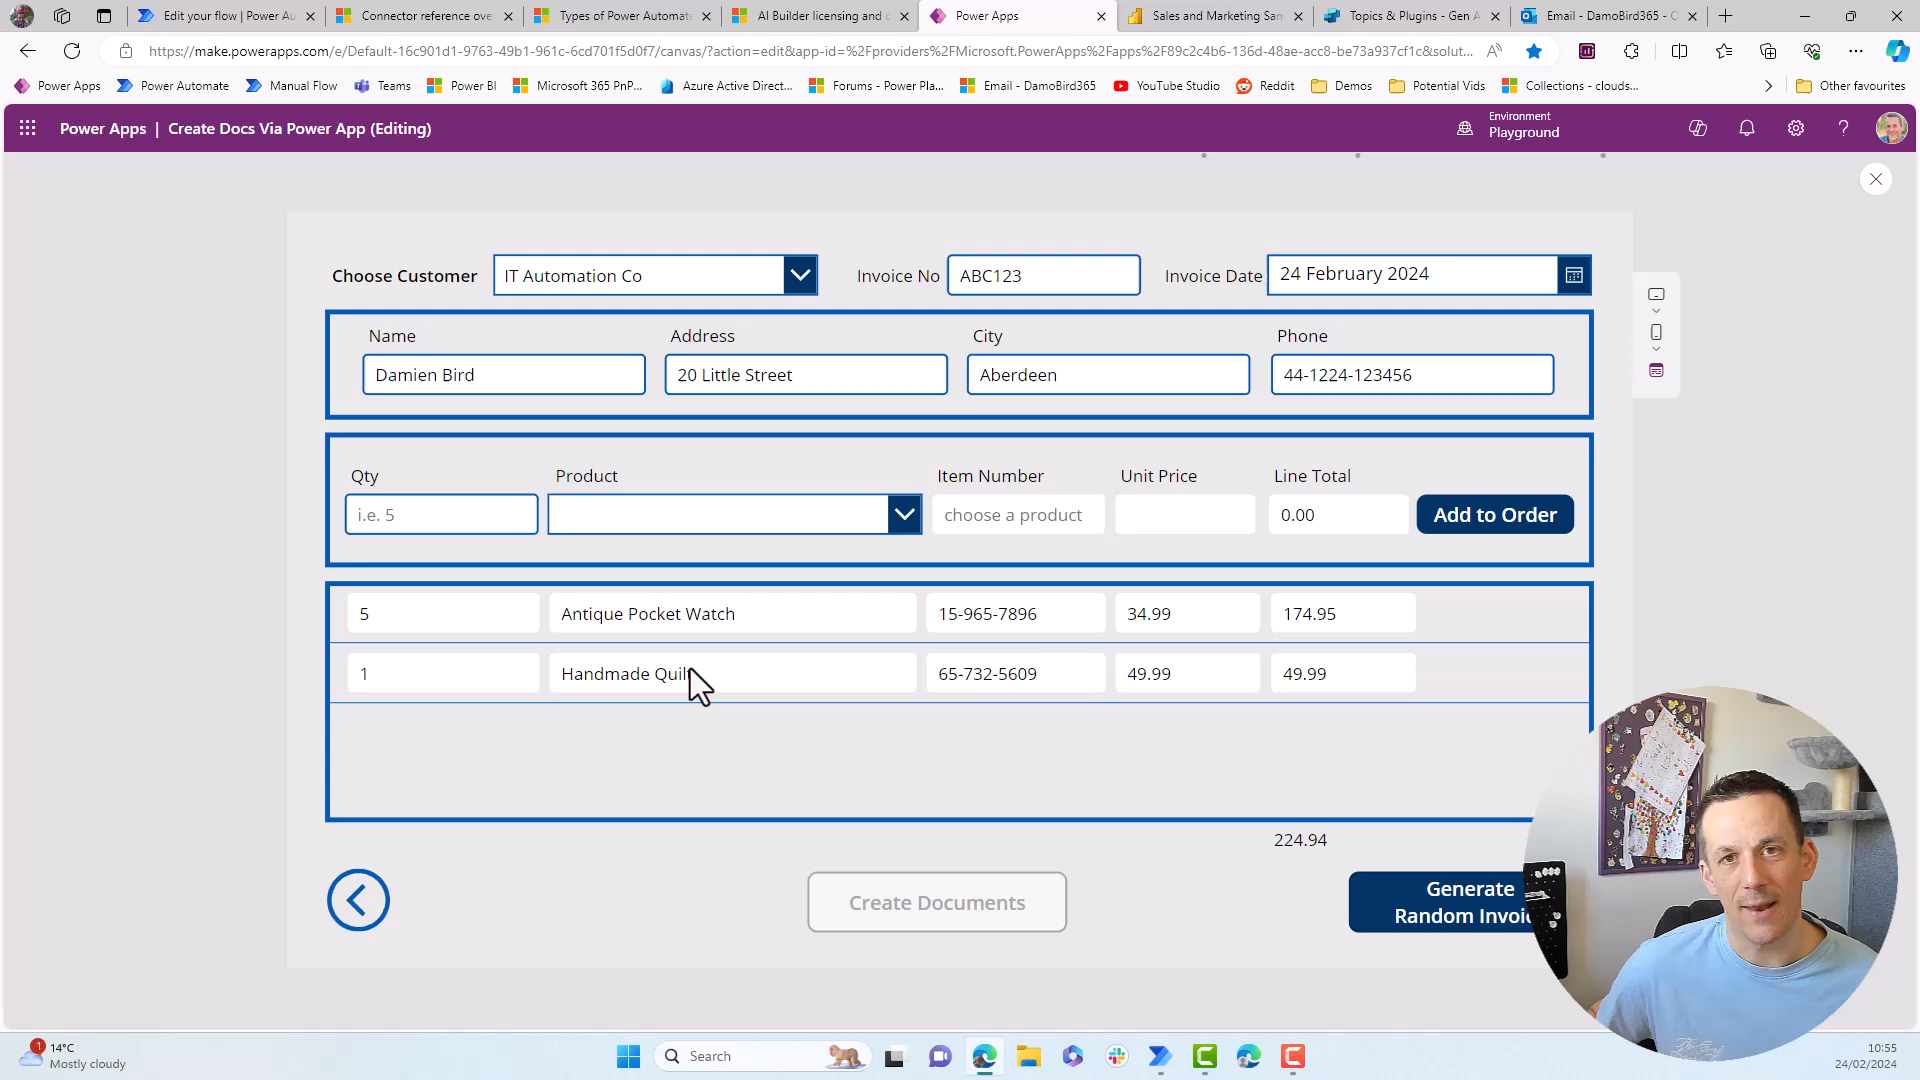 Edit your flow | Power Au
Connector reference ove
Types of Power Automat
AI Builder licensing and c
Power Apps
Sales and Marketing Sam
Topics & Plugins - Gen A
Email - DamoBird365 - O
https://make.powerapps.com/e/Default-16c901d1-9763-49b1-961c-6cd701f5d0f7/canvas/?action=edit&app-id=%2Fproviders%2FMicrosoft.PowerApps%2Fapps%2F89c2c4b6-136d-48ae-acc8-be73a937cf1c&solut...
Power Apps
Power Automate
Manual Flow
Teams
Power BI
Microsoft 365 PnP...
Azure Active Direct...
Forums - Power Pla...
Email - DamoBird365
YouTube Studio
Reddit
Demos
Potential Vids
Collections - clouds...
Other favourites
Power Apps | Create Docs Via Power App (Editing)
Environment
Playground
Choose Customer
IT Automation Co
Invoice No
ABC123
Invoice Date
24 February 2024
Name
Address
City
Phone
Damien Bird
20 Little Street
Aberdeen
44-1224-123456
Qty
Product
Item Number
Unit Price
Line Total
i.e. 5
choose a product
0.00
Add to Order
5
Antique Pocket Watch
15-965-7896
34.99
174.95
1
Handmade Quilt
65-732-5609
49.99
49.99
224.94
Create Documents
Generate
Random Invoi
1
14°C
Mostly cloudy
Search
10:55
24/02/2024